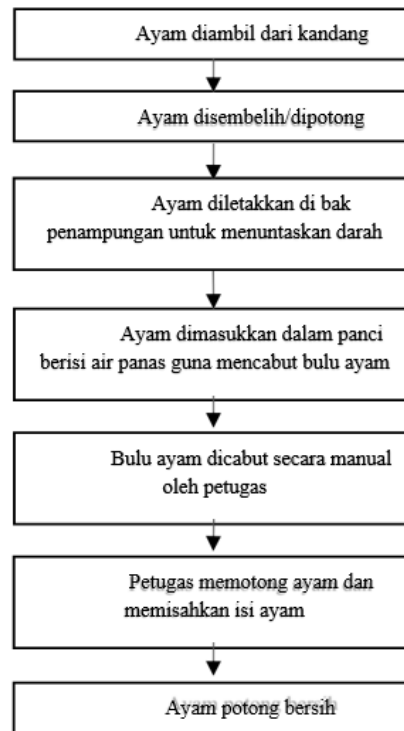 Ayam diambil dari kandang
Ayam disembelih/dipotong
Ayam diletakkan di bak
penampungan untuk menuntaskan darah
Ayam dimasukkan dalam panci
berisi air panas guna mencabut bulu ayam
Bulu ayam dicabut secara manual
oleh petugas
Petugas memotong ayam dan
memisahkan isi ayam
Ayam potong bersih